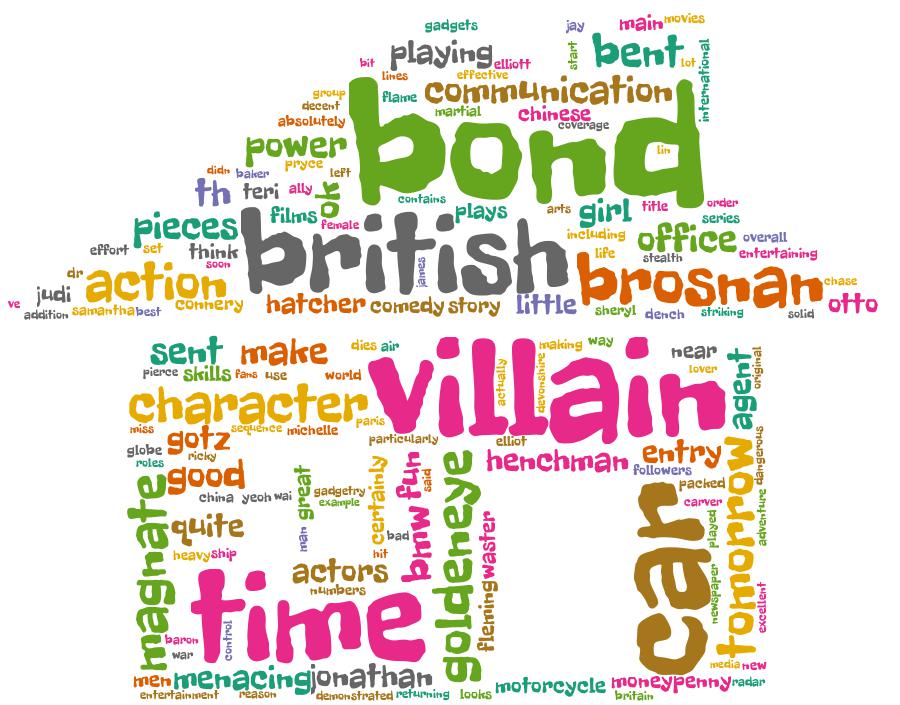 gadgets
jay
main movies
playing
bent
bit
elliott
start
lot
international
lines
effective
group
flame
communication
decent
martial
chinese
absolutely
coverage
bond
power
lin
pryce
left
didn
baker
th
teri
ally
ok
contains
films
plays
arts
girl
title
order
pieces
female
series
british
including
office
overall
effort
set
think
life
stealth
entertaining
soon
james
dr
action
brosnan
chase
ve
judi
connery
hatcher
comedy story
little
otto
addition
samantha
best
sheryl
dench
striking
solid
sent
make
dies
air
making
way
near
pierce
skills
fans
use
world
villain
actually
devonshire
lover
agent
original
character
miss
sequence
michelle
paris
gotz
particularly
elliot
globe
ricky
henchman
entry
roles
good
followers
said
certainly
fun
goldeneye
packed
dangerous
china
yeoh
wai
great
gadgetry
example
carver
magnate
quite
man
bad
bmw
waster
car
played
tomorrow
adventure
heavy
ship
hit
actors
numbers
time
fleming
newspaper
excellent
baron
control
war
media
new
men
menacing
jonathan
motorcycle
moneypenny
radar
entertainment
reason
demonstrated
returning
looks
britain